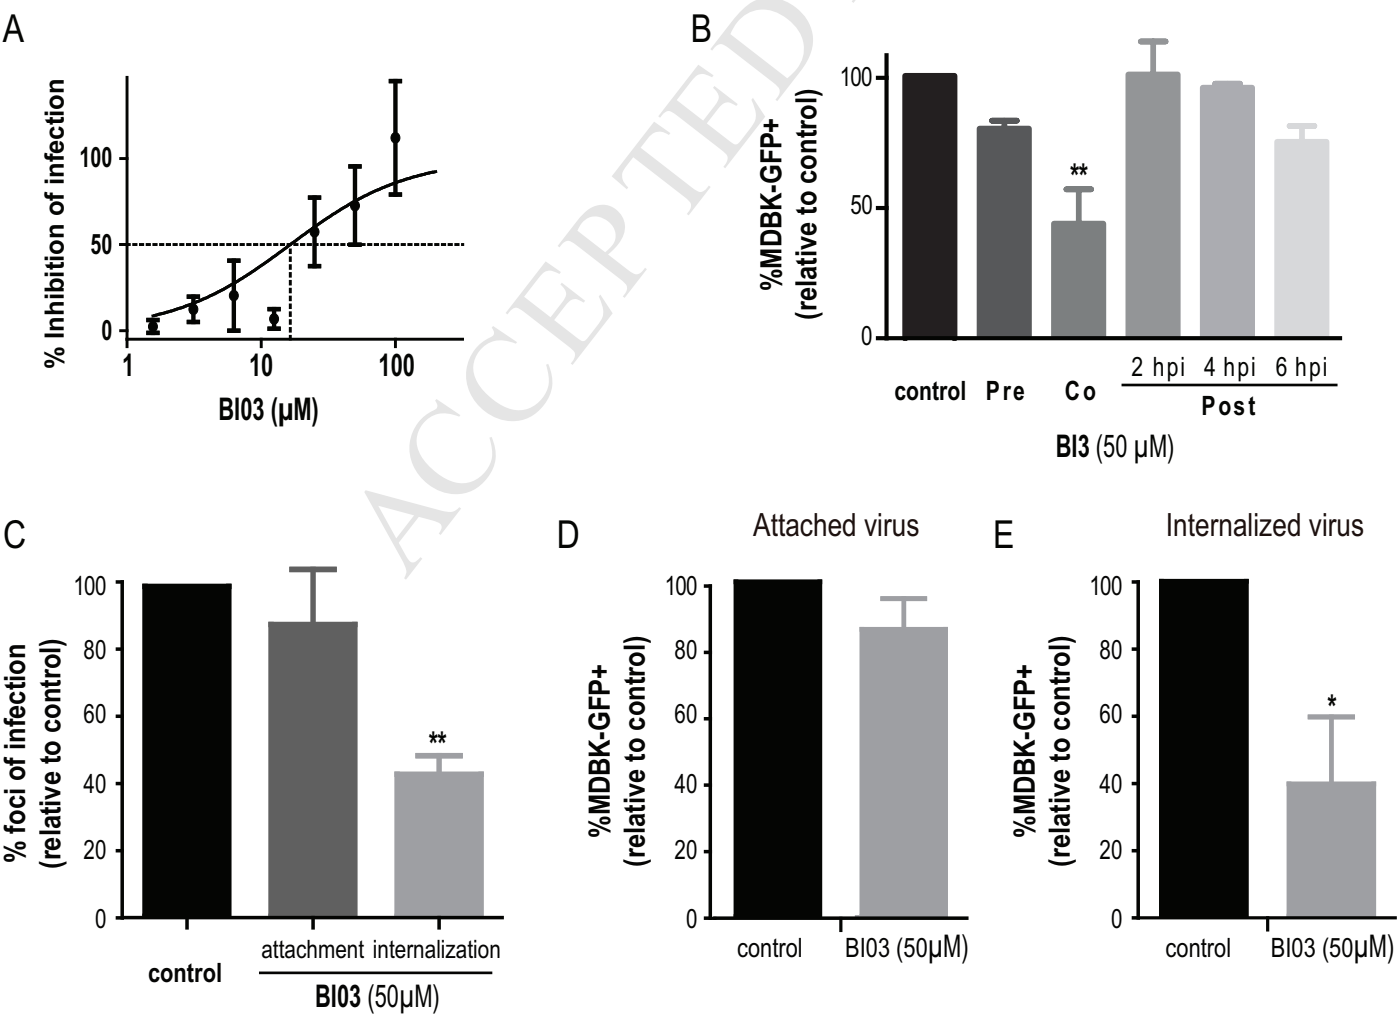 A
% Inhibition of infection
100
50
0
1 10 100
BI03 (µM)
B
%MDBK-GFP+
(relative to control)
100
50
0
**
2 hpi 4 hpi 6 hpi
control Pre Co
Post
BI3 (50 µM)
ACCEPTED
C
% foci of infection
(relative to control)
100
80
60
40
20
0
**
attachment internalization
control
BI03 (50µM)
D
Attached virus
%MDBK-GFP+
(relative to control)
100
80
60
40
20
0
control BI03 (50µM)
E
Internalized virus
%MDBK-GFP+
(relative to control)
100
80
60
40
20
0
*
control BI03 (50µM)